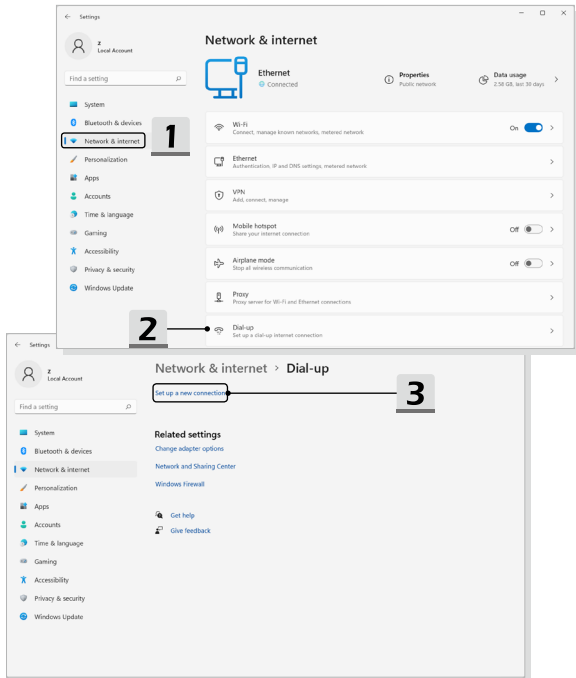 ← Settings
z
Local Account
Find a setting
System
Bluetooth & devices
Network & internet
Personalization
Apps
Accounts
Time & language
Gaming
Accessibility
Privacy & security
Windows Update
1
Network & internet
Ethernet
Connected
Properties
Public network
Data usage
2.58 GB, last 30 days
Wi-Fi
Connect, manage known networks, metered network
On
Ethernet
Authentication, IP and DNS settings, metered network
VPN
Add, connect, manage
Mobile hotspot
Share your internet connection
Off
Airplane mode
Stop all wireless communication
Off
Proxy
Proxy server for Wi-Fi and Ethernet connections
2
Dial-up
Set up a dial-up internet connection
← Settings
z
Local Account
Find a setting
System
Bluetooth & devices
Network & internet
Personalization
Apps
Accounts
Time & language
Gaming
Accessibility
Privacy & security
Windows Update
Network & internet > Dial-up
Set up a new connection
3
Related settings
Change adapter options
Network and Sharing Center
Windows Firewall
Get help
Give feedback